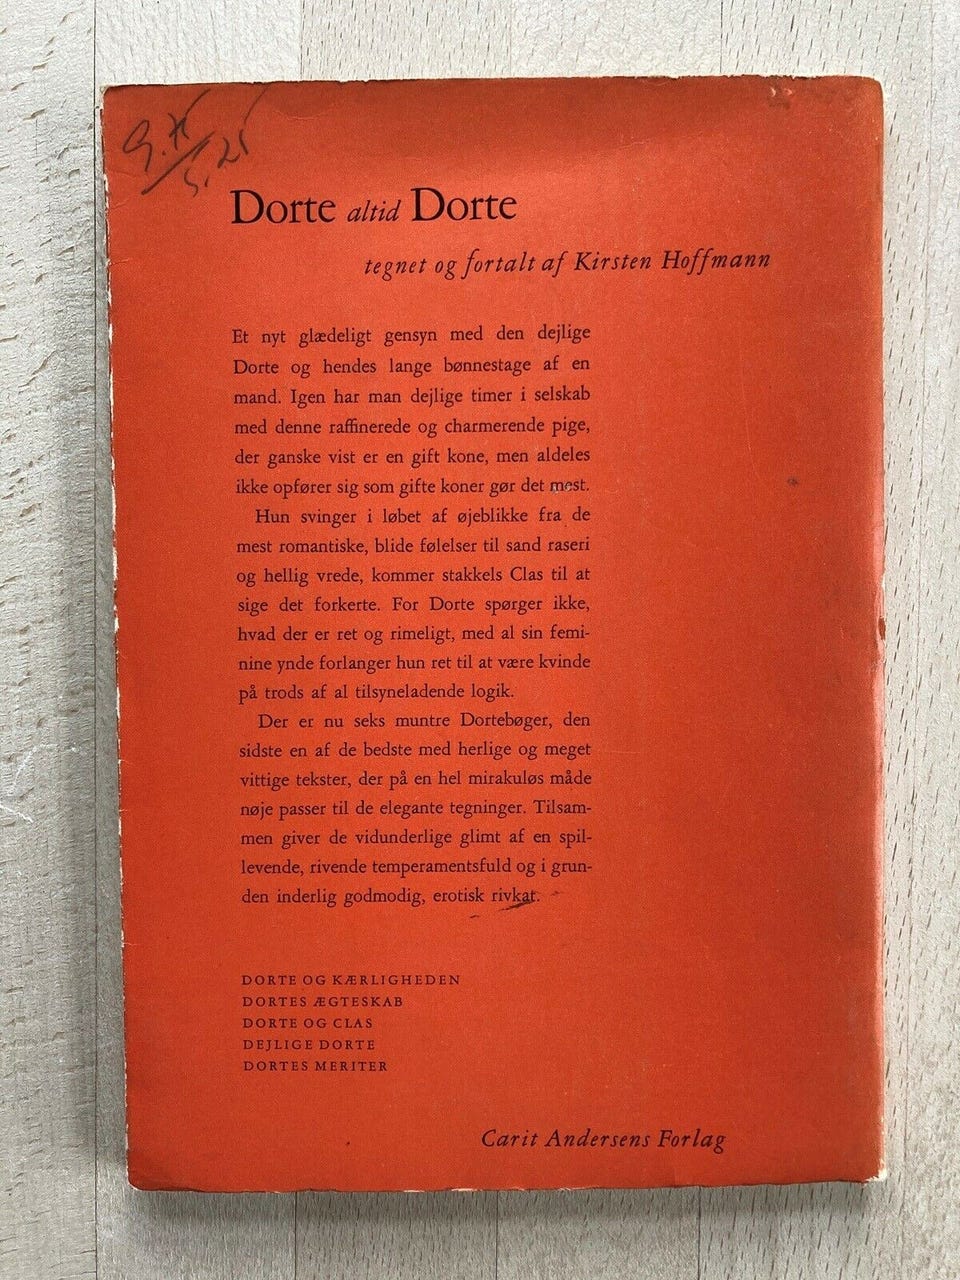 Dorte altid Dorte
tegnet og fortalt af Kirsten Hoffmann
Et nyt glædeligt gensyn med den dejlige
Dorte og hendes lange bønnestage af en
mand. Igen har man dejlige timer i selskab
med denne raffinerede og charmerende pige,
der ganske vist er en gift kone, men aldeles
ikke opfører sig som gifte koner gør det mest.
Hun svinger i løbet af øjeblikke fra de
mest romantiske, blide følelser til sand raseri
og hellig vrede, kommer stakkels Clas til at
sige det forkerte. For Dorte spørger ikke,
hvad der er ret og rimeligt, med al sin femi-
nine ynde forlanger hun ret til at være kvinde
på trods af al tilsyneladende logik.
Der er nu seks muntre Dortebøger, den
sidste en af de bedste med herlige og meget
vittige tekster, der på en hel mirakuløs måde
nøje passer til de elegante tegninger. Tilsam-
men giver de vidunderlige glimt af en spil-
levende, rivende temperamentsfuld og i grun-
den inderlig godmodig, erotisk rivkat.
DORTE OG KÆRLIGHEDEN
DORTES ÆGTESKAB
DORTE OG CLAS
DEJLIGE DORTE
DORTES MERITER
Carit Andersens Forlag